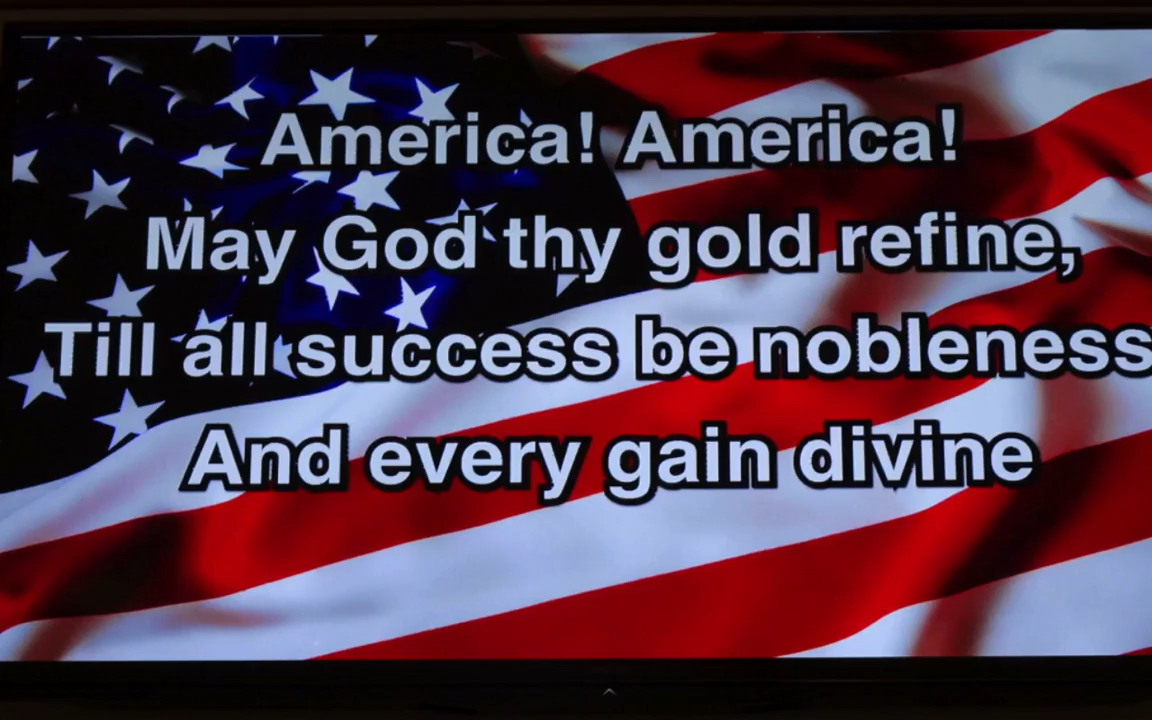 America! America!
May God thy gold refine,
Till all success be nobleness
And every gain divine